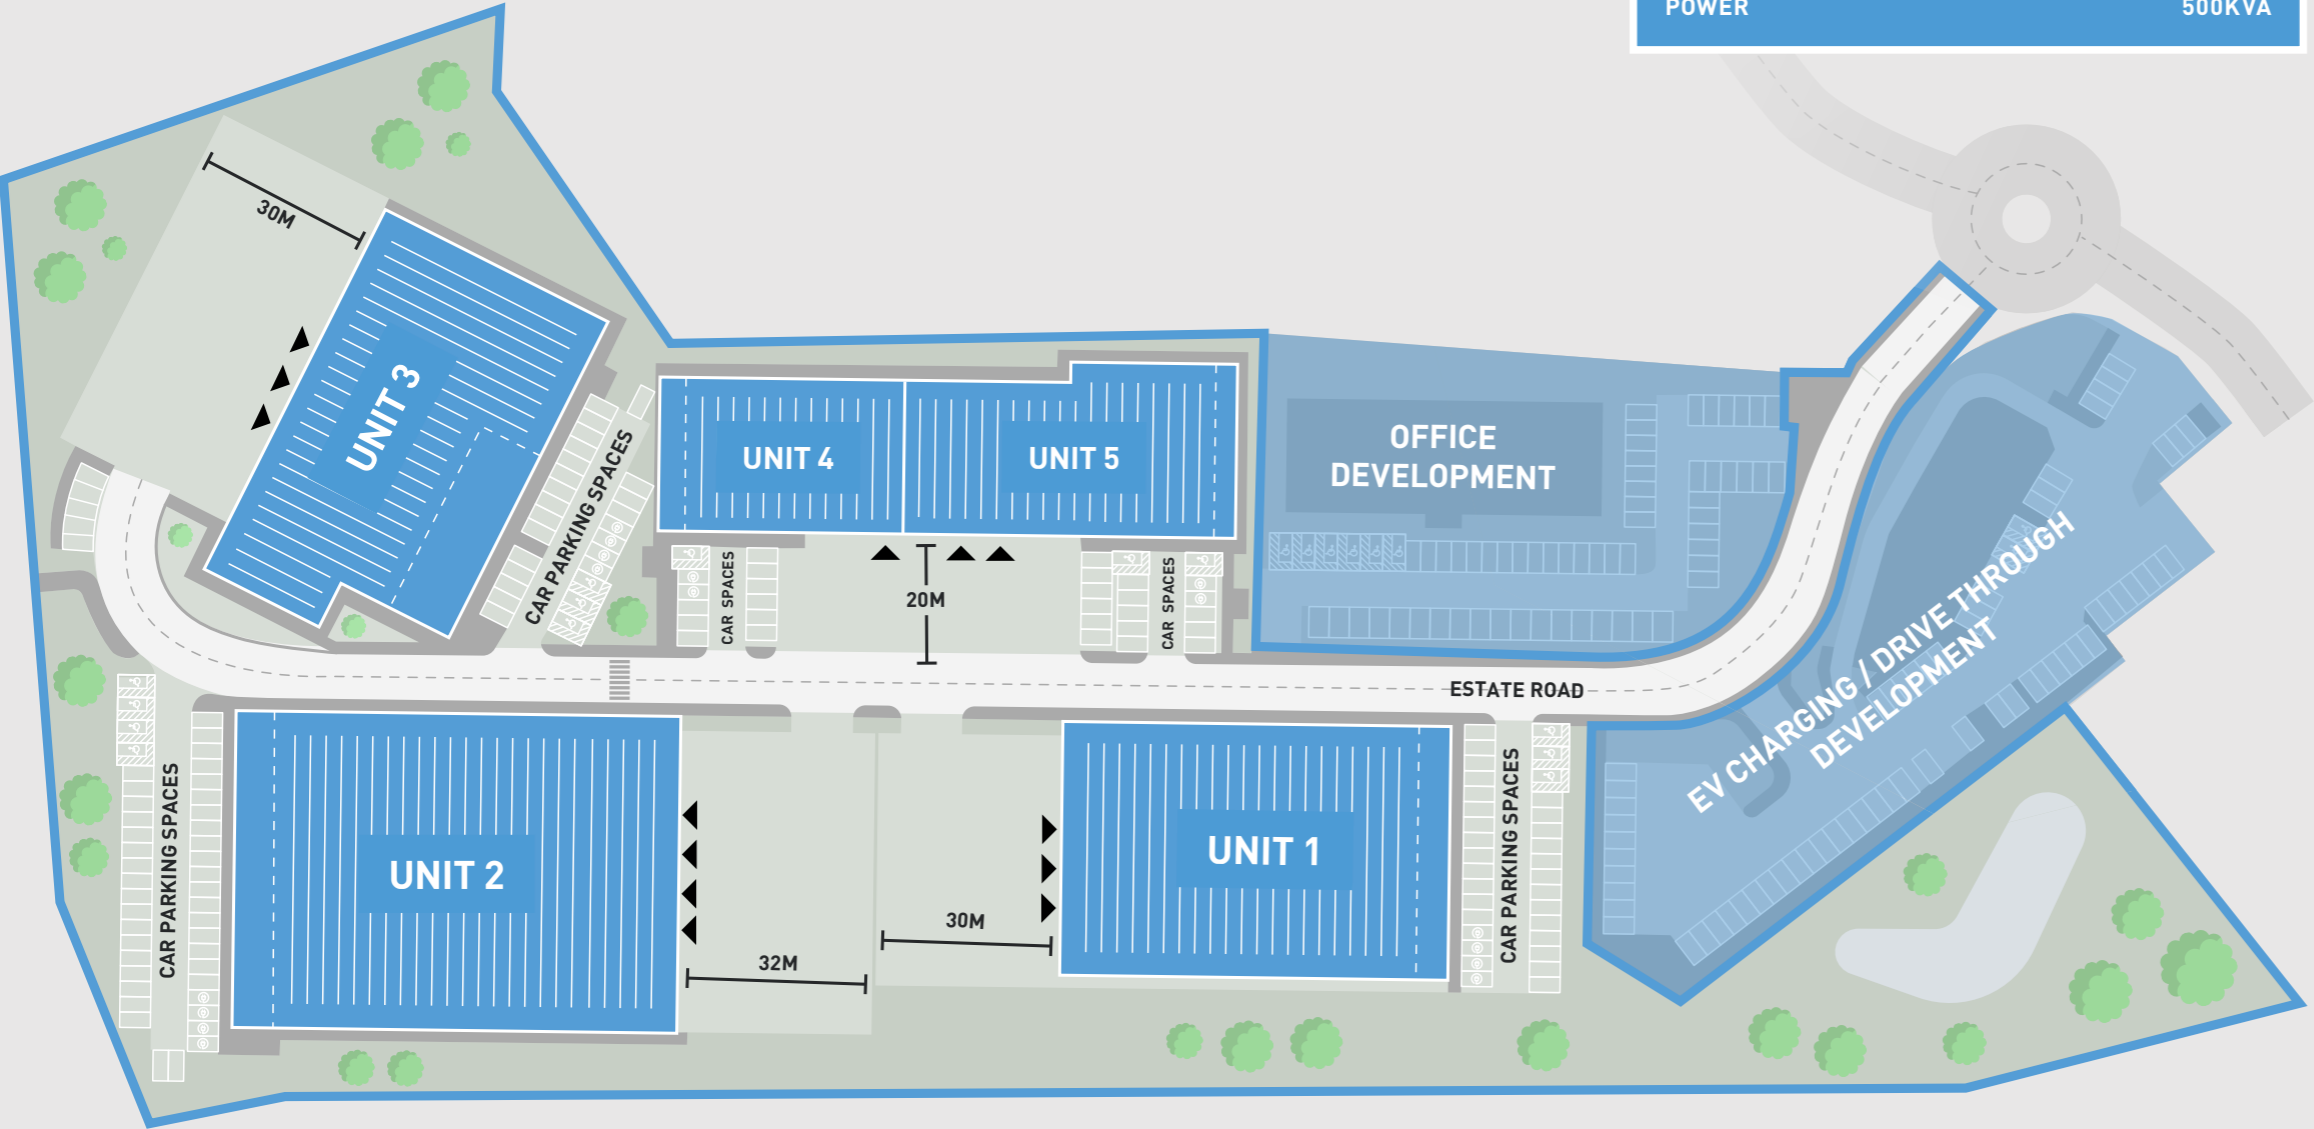 POWER 500KVA
30M
UNIT 3
CAR PARKING SPACES
UNIT 4
UNIT 5
OFFICE
DEVELOPMENT
CAR SPACES
20M
CAR SPACES
ESTATE ROAD
EV CHARGING / DRIVE THROUGH
DEVELOPMENT
CAR PARKING SPACES
UNIT 2
32M
30M
UNIT 1
CAR PARKING SPACES